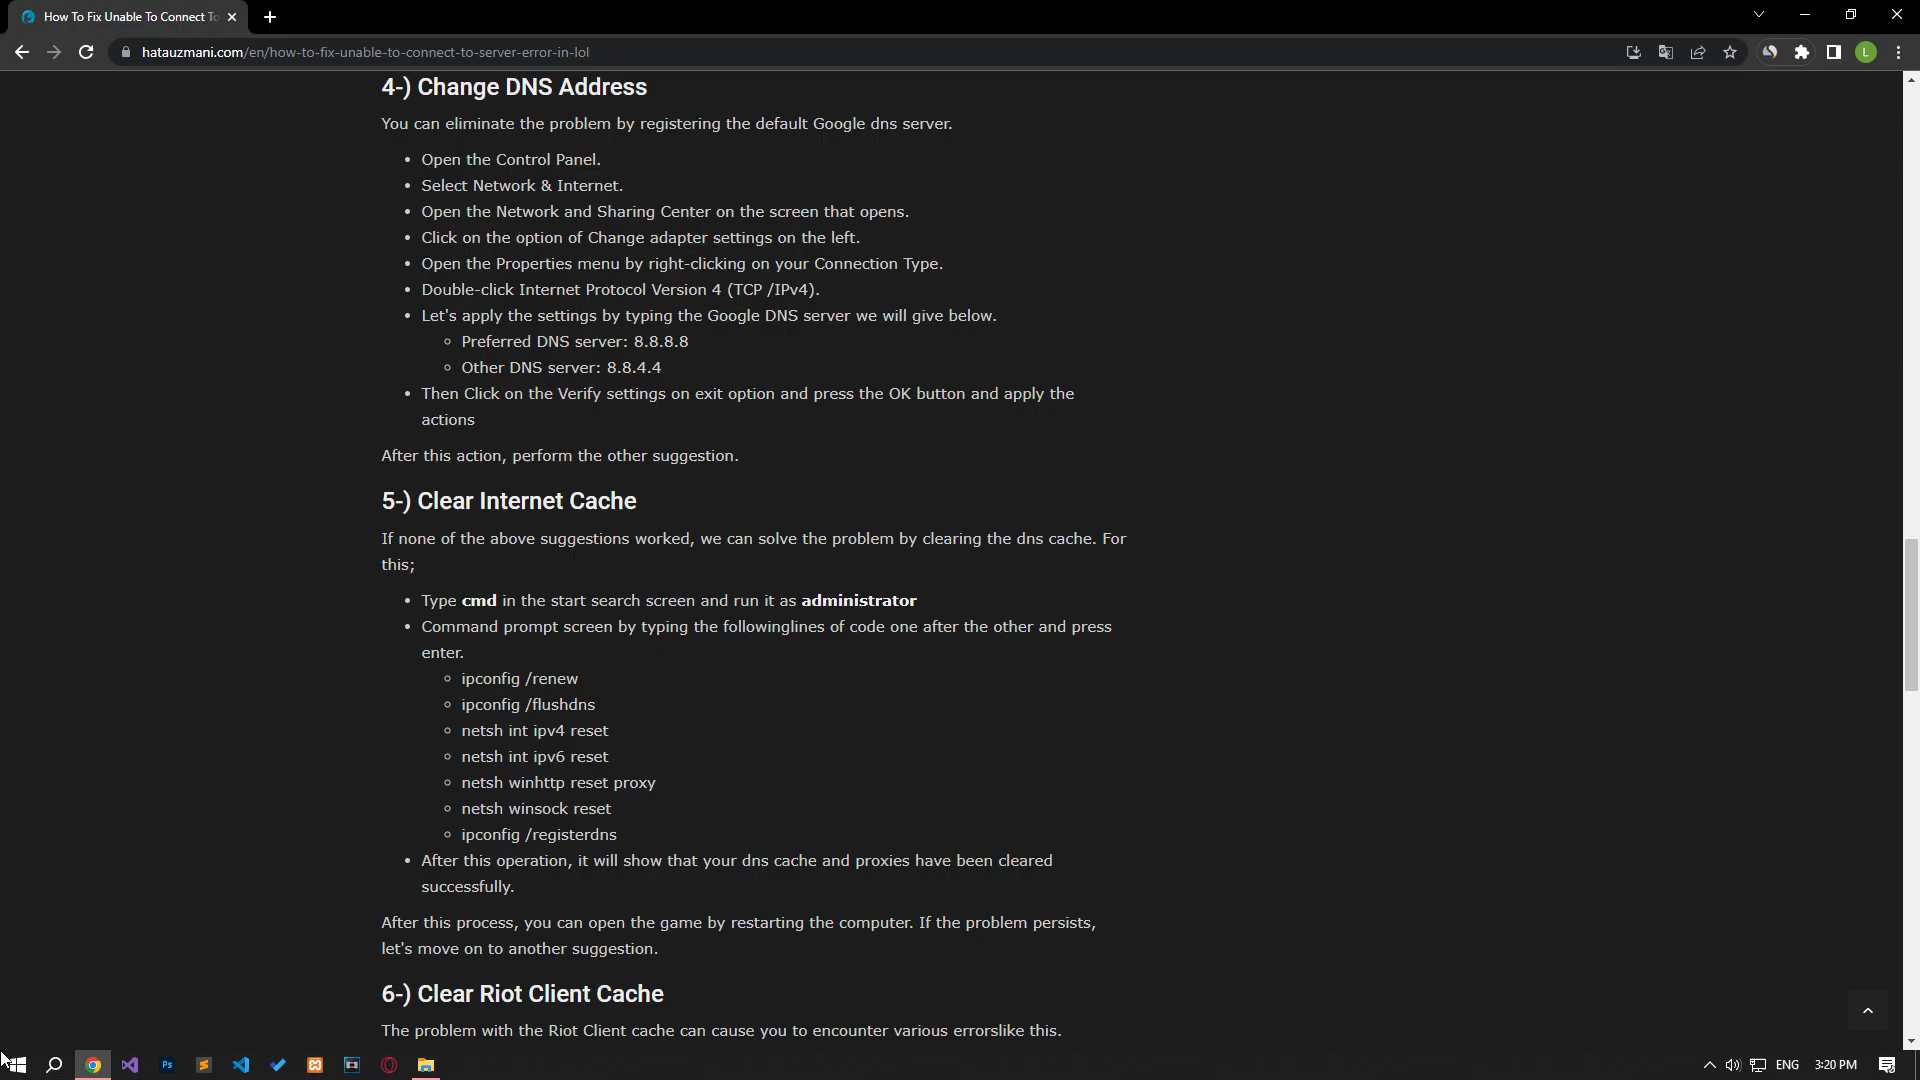 How To Fix Unable To Connect To
hatauzmani.com/en/how-to-fix-unable-to-connect-to-server-error-in-lol
L
4-) Change DNS Address
You can eliminate the problem by registering the default Google dns server.
• Open the Control Panel.
• Select Network & Internet.
• Open the Network and Sharing Center on the screen that opens.
• Click on the option of Change adapter settings on the left.
• Open the Properties menu by right-clicking on your Connection Type.
• Double-click Internet Protocol Version 4 (TCP /IPv4).
• Let's apply the settings by typing the Google DNS server we will give below.
◦ Preferred DNS server: 8.8.8.8
◦ Other DNS server: 8.8.4.4
• Then Click on the Verify settings on exit option and press the OK button and apply the
actions
After this action, perform the other suggestion.
5-) Clear Internet Cache
If none of the above suggestions worked, we can solve the problem by clearing the dns cache. For
this;
• Type cmd in the start search screen and run it as administrator
• Command prompt screen by typing the followinglines of code one after the other and press
enter.
◦ ipconfig /renew
◦ ipconfig /flushdns
◦ netsh int ipv4 reset
◦ netsh int ipv6 reset
◦ netsh winhttp reset proxy
◦ netsh winsock reset
◦ ipconfig /registerdns
• After this operation, it will show that your dns cache and proxies have been cleared
successfully.
After this process, you can open the game by restarting the computer. If the problem persists,
let's move on to another suggestion.
6-) Clear Riot Client Cache
The problem with the Riot Client cache can cause you to encounter various errorslike this.
Ps
ENG
3:20 PM